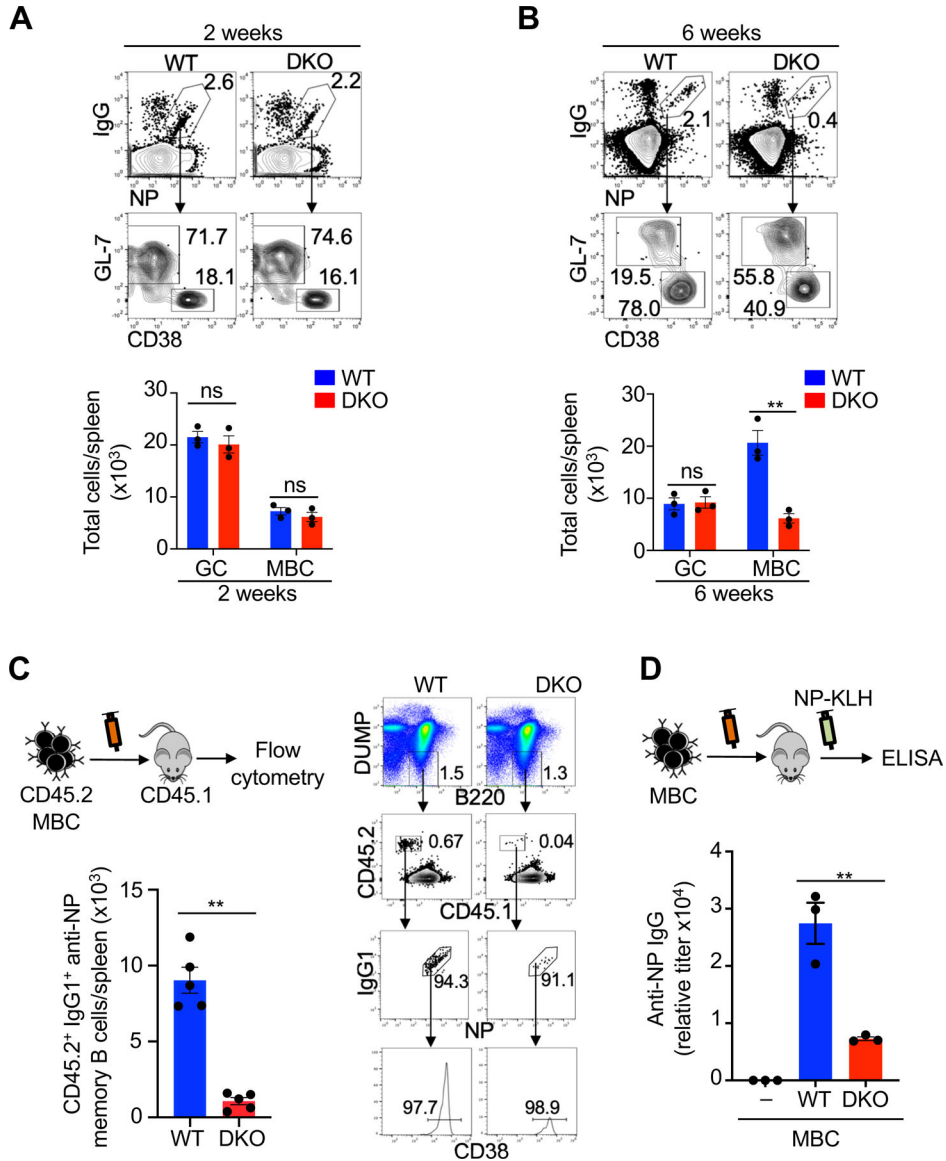 A
2 weeks
WT
DKO
2.6
2.2
IgG
NP
71.7
74.6
18.1
16.1
GL-7
CD38
WT
DKO
ns
ns
Total cells/spleen
(x10³)
30
20
10
0
GC
MBC
2 weeks
B
6 weeks
WT
DKO
2.1
0.4
IgG
NP
19.5
55.8
78.0
40.9
GL-7
CD38
WT
DKO
**
ns
Total cells/spleen
(x10³)
30
20
10
0
GC
MBC
6 weeks
C
CD45.2
MBC
CD45.1
Flow
cytometry
**
CD45.2⁺ IgG1⁺ anti-NP
memory B cells/spleen (x10³)
15
10
5
0
WT
DKO
WT
DKO
DUMP
1.5
1.3
B220
CD45.2
0.67
0.04
CD45.1
IgG1
94.3
91.1
NP
97.7
98.9
CD38
D
NP-KLH
MBC
ELISA
**
Anti-NP IgG
(relative titer x10⁴)
4
3
2
1
0
–
WT
DKO
MBC